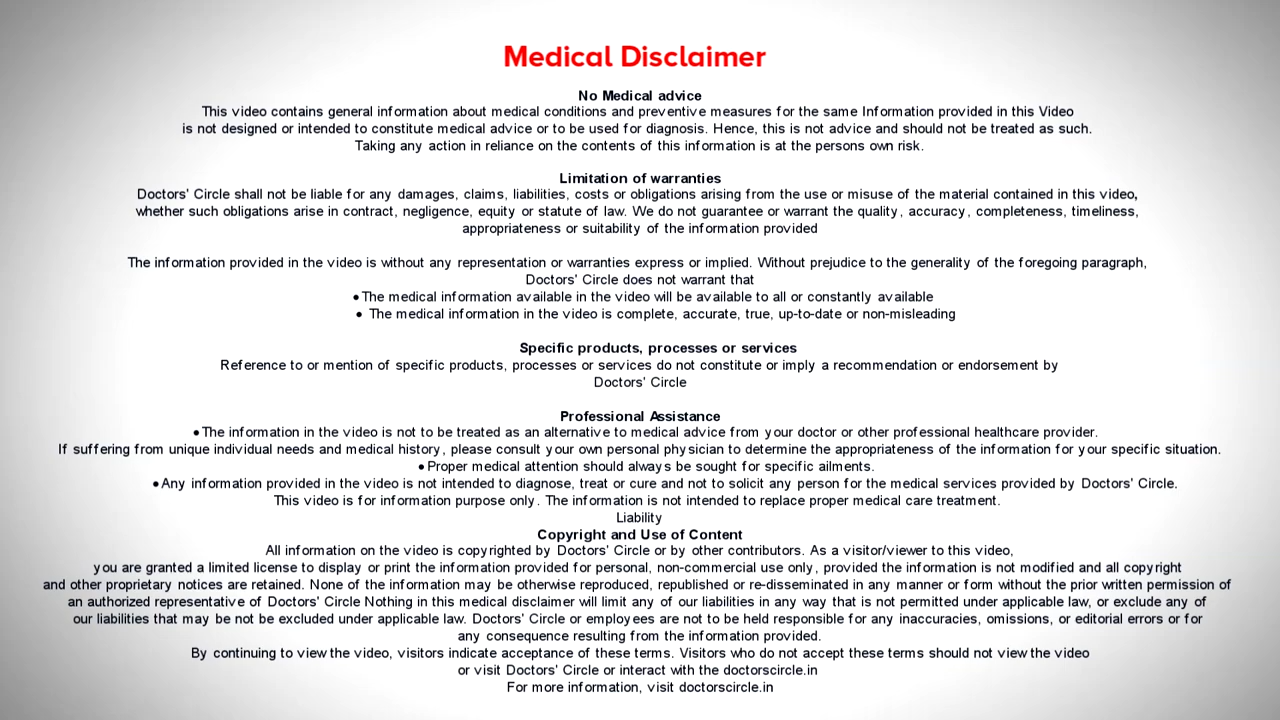 Medical Disclaimer
No Medical advice
This video contains general information about medical conditions and preventive measures for the same Information provided in this Video
is not designed or intended to constitute medical advice or to be used for diagnosis. Hence, this is not advice and should not be treated as such.
Taking any action in reliance on the contents of this information is at the persons own risk.
Limitation of warranties
Doctors' Circle shall not be liable for any damages, claims, liabilities, costs or obligations arising from the use or misuse of the material contained in this video,
whether such obligations arise in contract, negligence, equity or statute of law. We do not guarantee or warrant the quality, accuracy, completeness, timeliness,
appropriateness or suitability of the information provided
The information provided in the video is without any representation or warranties express or implied. Without prejudice to the generality of the foregoing paragraph,
Doctors' Circle does not warrant that
•The medical information available in the video will be available to all or constantly available
• The medical information in the video is complete, accurate, true, up-to-date or non-misleading
Specific products, processes or services
Reference to or mention of specific products, processes or services do not constitute or imply a recommendation or endorsement by
Doctors' Circle
Professional Assistance
•The information in the video is not to be treated as an alternative to medical advice from your doctor or other professional healthcare provider.
If suffering from unique individual needs and medical history, please consult your own personal physician to determine the appropriateness of the information for your specific situation.
•Proper medical attention should always be sought for specific ailments.
•Any information provided in the video is not intended to diagnose, treat or cure and not to solicit any person for the medical services provided by Doctors' Circle.
This video is for information purpose only. The information is not intended to replace proper medical care treatment.
Liability
Copyright and Use of Content
All information on the video is copyrighted by Doctors' Circle or by other contributors. As a visitor/viewer to this video,
you are granted a limited license to display or print the information provided for personal, non-commercial use only, provided the information is not modified and all copyright
and other proprietary notices are retained. None of the information may be otherwise reproduced, republished or re-disseminated in any manner or form without the prior written permission of
an authorized representative of Doctors' Circle Nothing in this medical disclaimer will limit any of our liabilities in any way that is not permitted under applicable law, or exclude any of
our liabilities that may be not be excluded under applicable law. Doctors' Circle or employees are not to be held responsible for any inaccuracies, omissions, or editorial errors or for
any consequence resulting from the information provided.
By continuing to view the video, visitors indicate acceptance of these terms. Visitors who do not accept these terms should not view the video
or visit Doctors' Circle or interact with the doctorscircle.in
For more information, visit doctorscircle.in